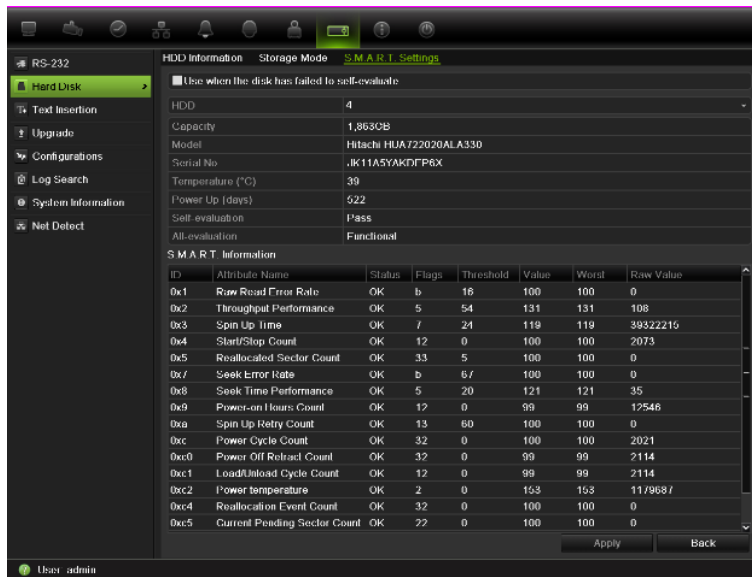 HDD Information Storage Mode S.M.A.R.T. Settings
RS-232
Hard Disk
Text Insertion
Upgrade
Configurations
Log Search
System Information
Net Detect
Use when the disk has failed to self-evaluate
HDD 4
Capacity 1,863GB
Model Hitachi HUA722020ALA330
Serial No
Temperature (°C) 39
Power Up (days) 522
Self-evaluation Pass
All-evaluation Functional
S.M.A.R.T. Information
ID Attribute Name Status Flags Threshold Value Worst Raw Value
0x1 Raw Read Error Rate OK b 16 100 100 0
0x2 Throughput Performance OK 5 54 131 131 108
0x3 Spin Up Time OK 7 24 119 119 39322215
0x4 Start/Stop Count OK 12 0 100 100 2073
0x5 Reallocated Sector Count OK 33 5 100 100 0
0x7 Seek Error Rate OK b 67 100 100 0
0x8 Seek Time Performance OK 5 20 121 121 35
0x9 Power-on Hours Count OK 12 0 99 99 12546
0xa Spin Up Retry Count OK 13 60 100 100 0
0xc Power Cycle Count OK 32 0 100 100 2021
0xc0 Power Off Retract Count OK 32 0 99 99 2114
0xc1 Load/Unload Cycle Count OK 12 0 99 99 2114
0xc2 Power temperature OK 2 0 153 153 1179687
0xc4 Reallocation Event Count OK 32 0 100 100 0
0xc5 Current Pending Sector Count OK 22 0 100 100 0
Apply Back
User: admin